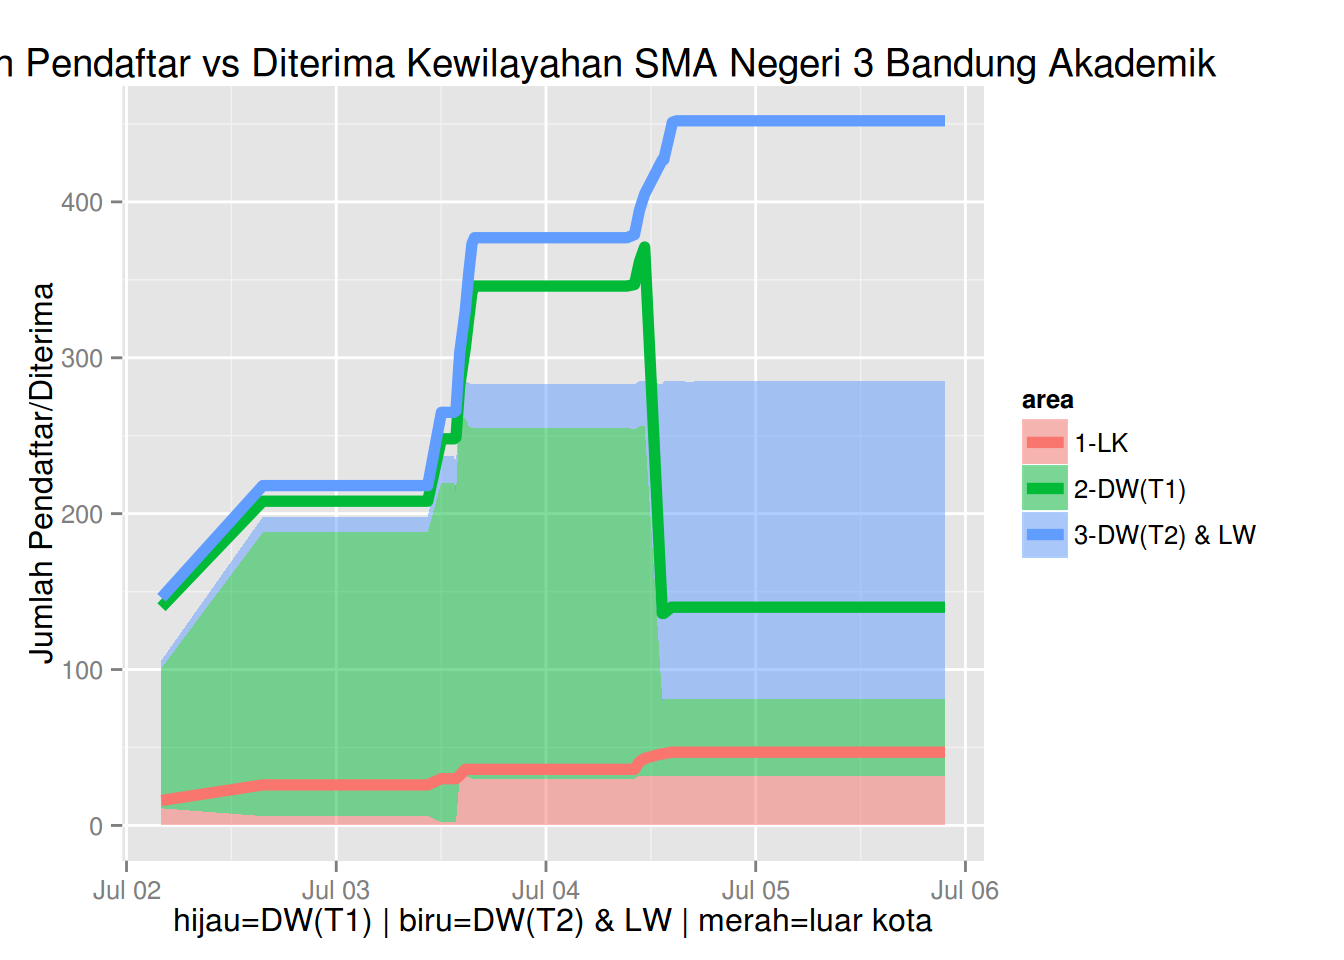 Pendaftar vs Diterima Kewilayahan SMA Negeri 3 Bandung Akademik
Jumlah Pendaftar/Diterima
400
300
200
100
0
Jul 02 Jul 03 Jul 04 Jul 05 Jul 06
hijau=DW(T1) | biru=DW(T2) & LW | merah=luar kota
area
1-LK
2-DW(T1)
3-DW(T2) & LW